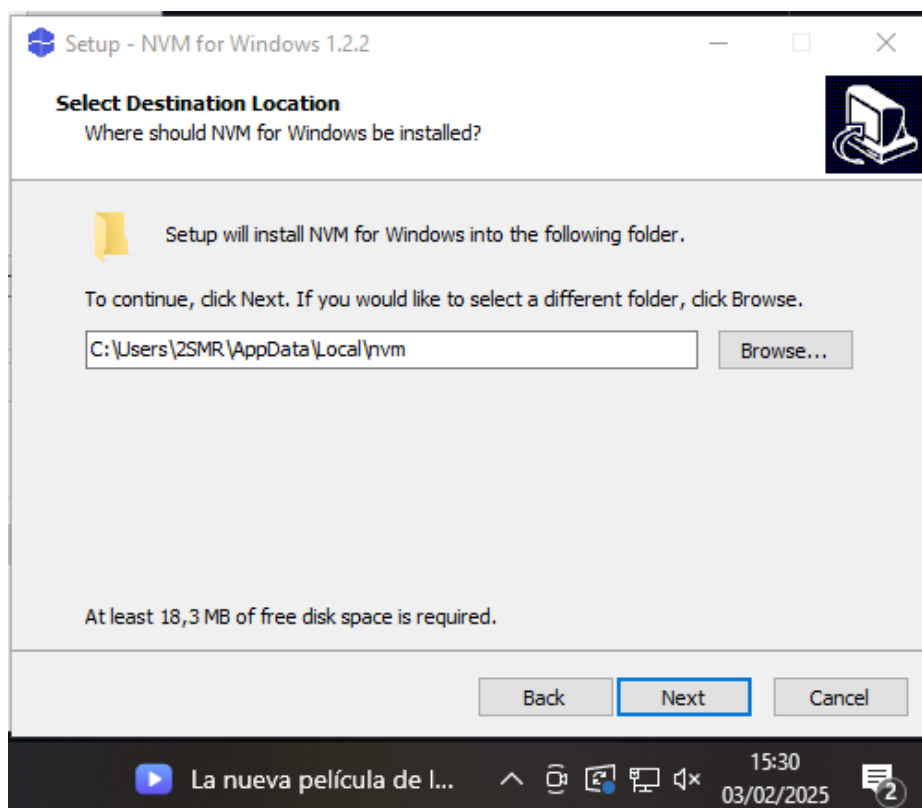 Setup - NVM for Windows 1.2.2
Select Destination Location
Where should NVM for Windows be installed?
Setup will install NVM for Windows into the following folder.
To continue, click Next. If you would like to select a different folder, click Browse.
C:\Users\2SMR\AppData\Local\nvm
Browse...
At least 18,3 MB of free disk space is required.
Back
Next
Cancel
La nueva película de l...
15:30
03/02/2025
2